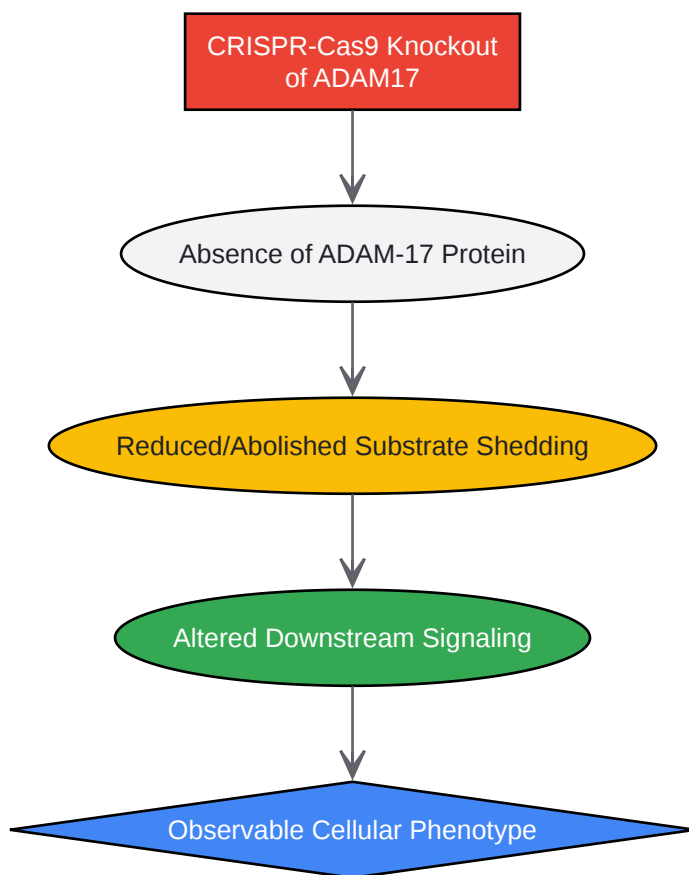 CRISPR-Cas9 Knockout
of ADAM17
Absence of ADAM-17 Protein
Reduced/Abolished Substrate Shedding
Altered Downstream Signaling
Observable Cellular Phenotype